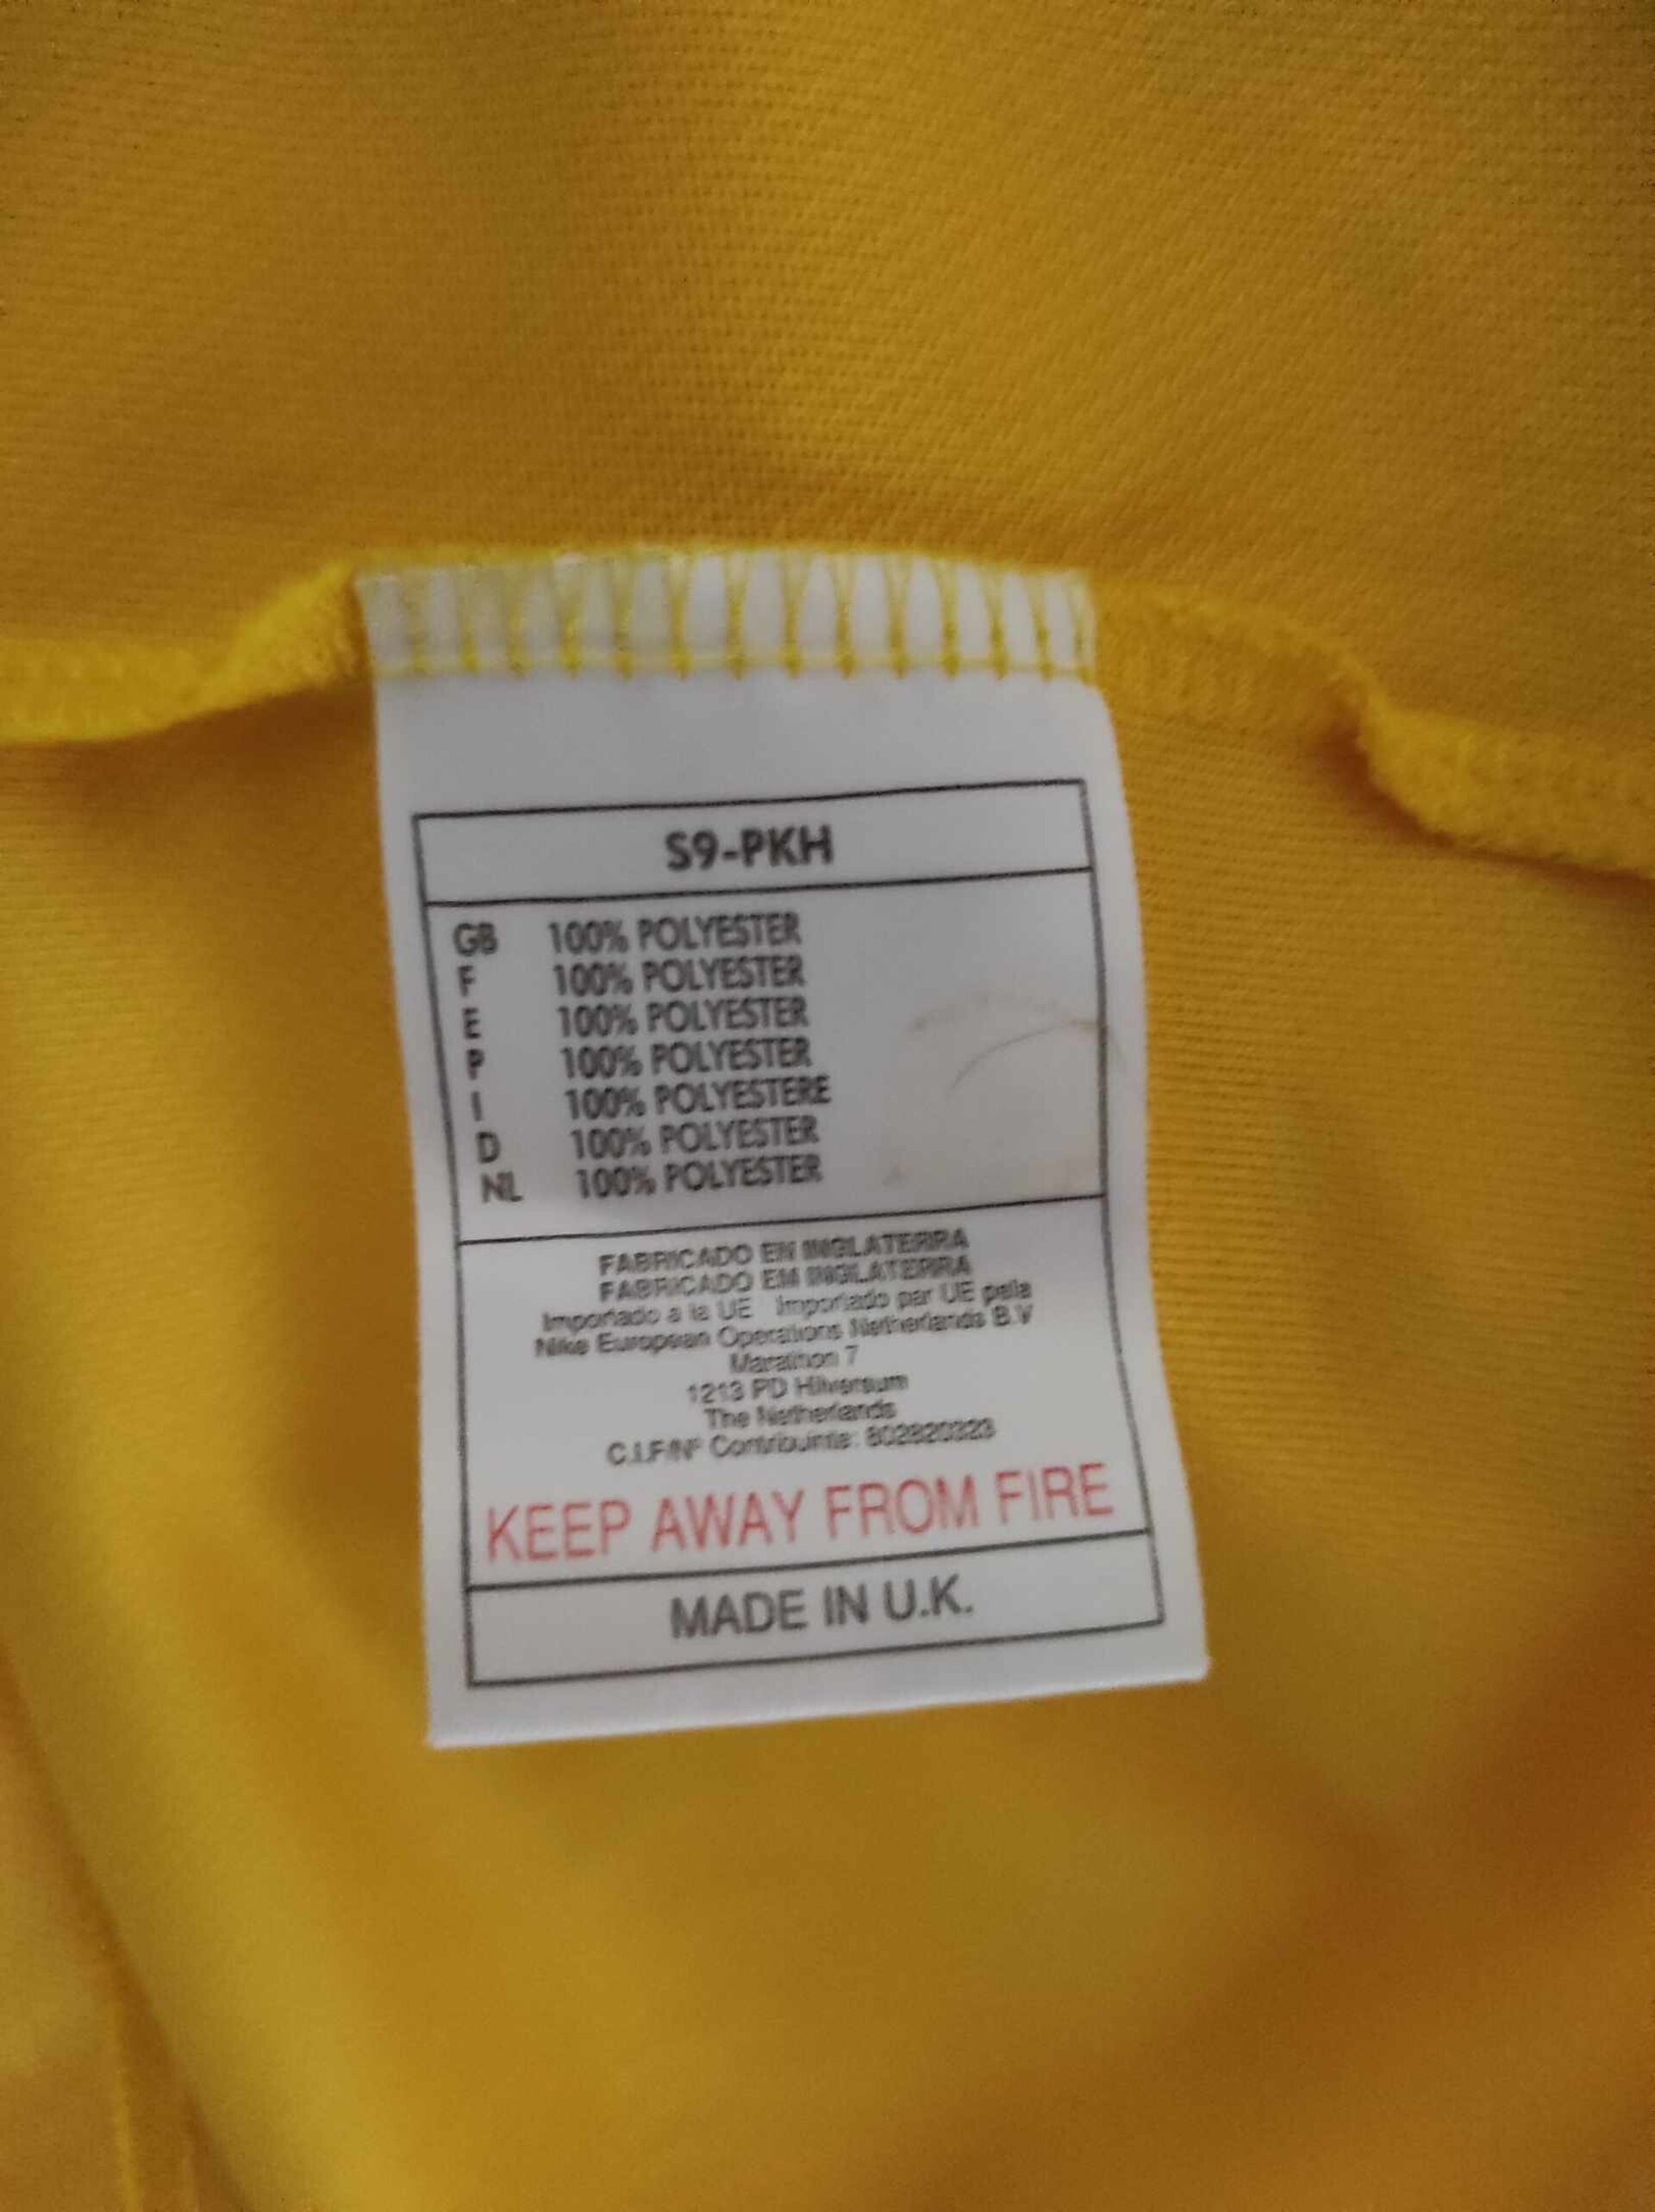 S9-PKH
GB 100% POLYESTER
F 100% POLYESTER
E 100% POLYESTER
P 100% POLYESTER
I 100% POLYESTERE
D 100% POLYESTER
NL 100% POLYESTER
FABRICADO EN INGLATERRA
FABRICADO EM INGLATERRA
Importado a la UE Importado par UE pela
Nike European Operations Netherlands B.V
Marathon 7
1213 PD Hilversum
The Netherlands
C.I.F/Nº Contribuinte: 802820323
KEEP AWAY FROM FIRE
MADE IN U.K.